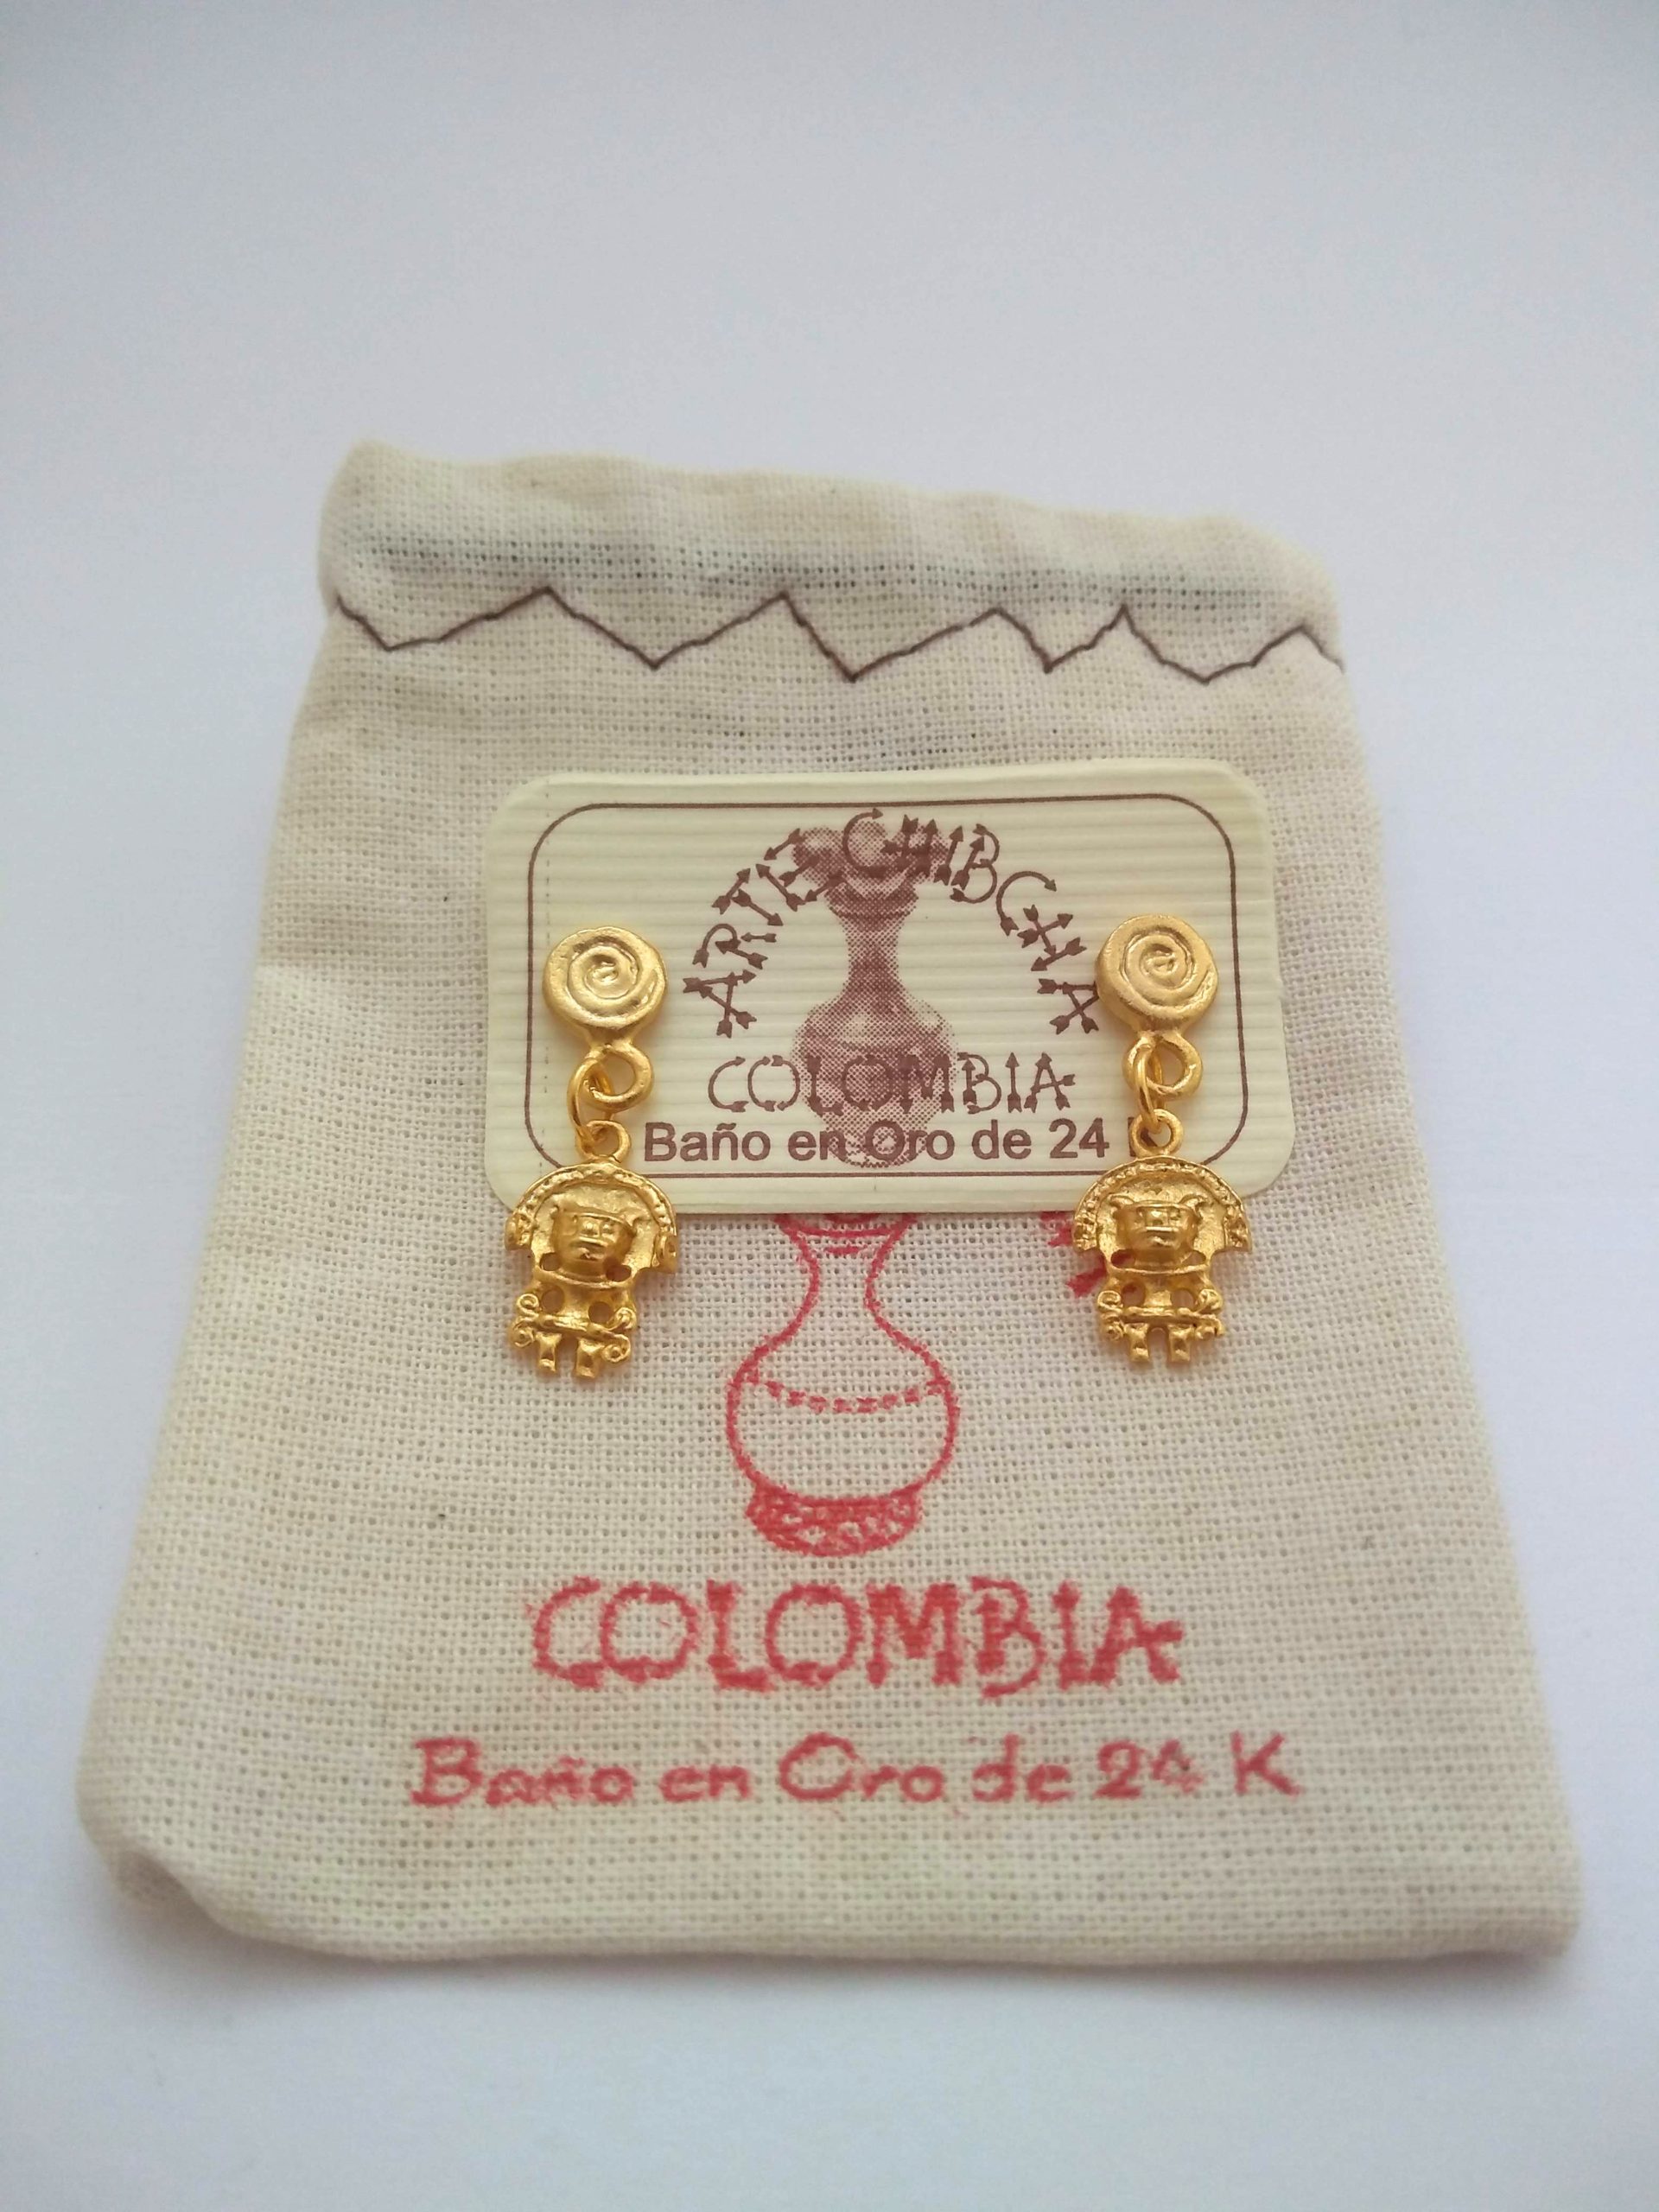 ARTE CHIBCHA
COLOMBIA
Baño en Oro de 24
COLOMBIA
Baño en Oro de 24 K